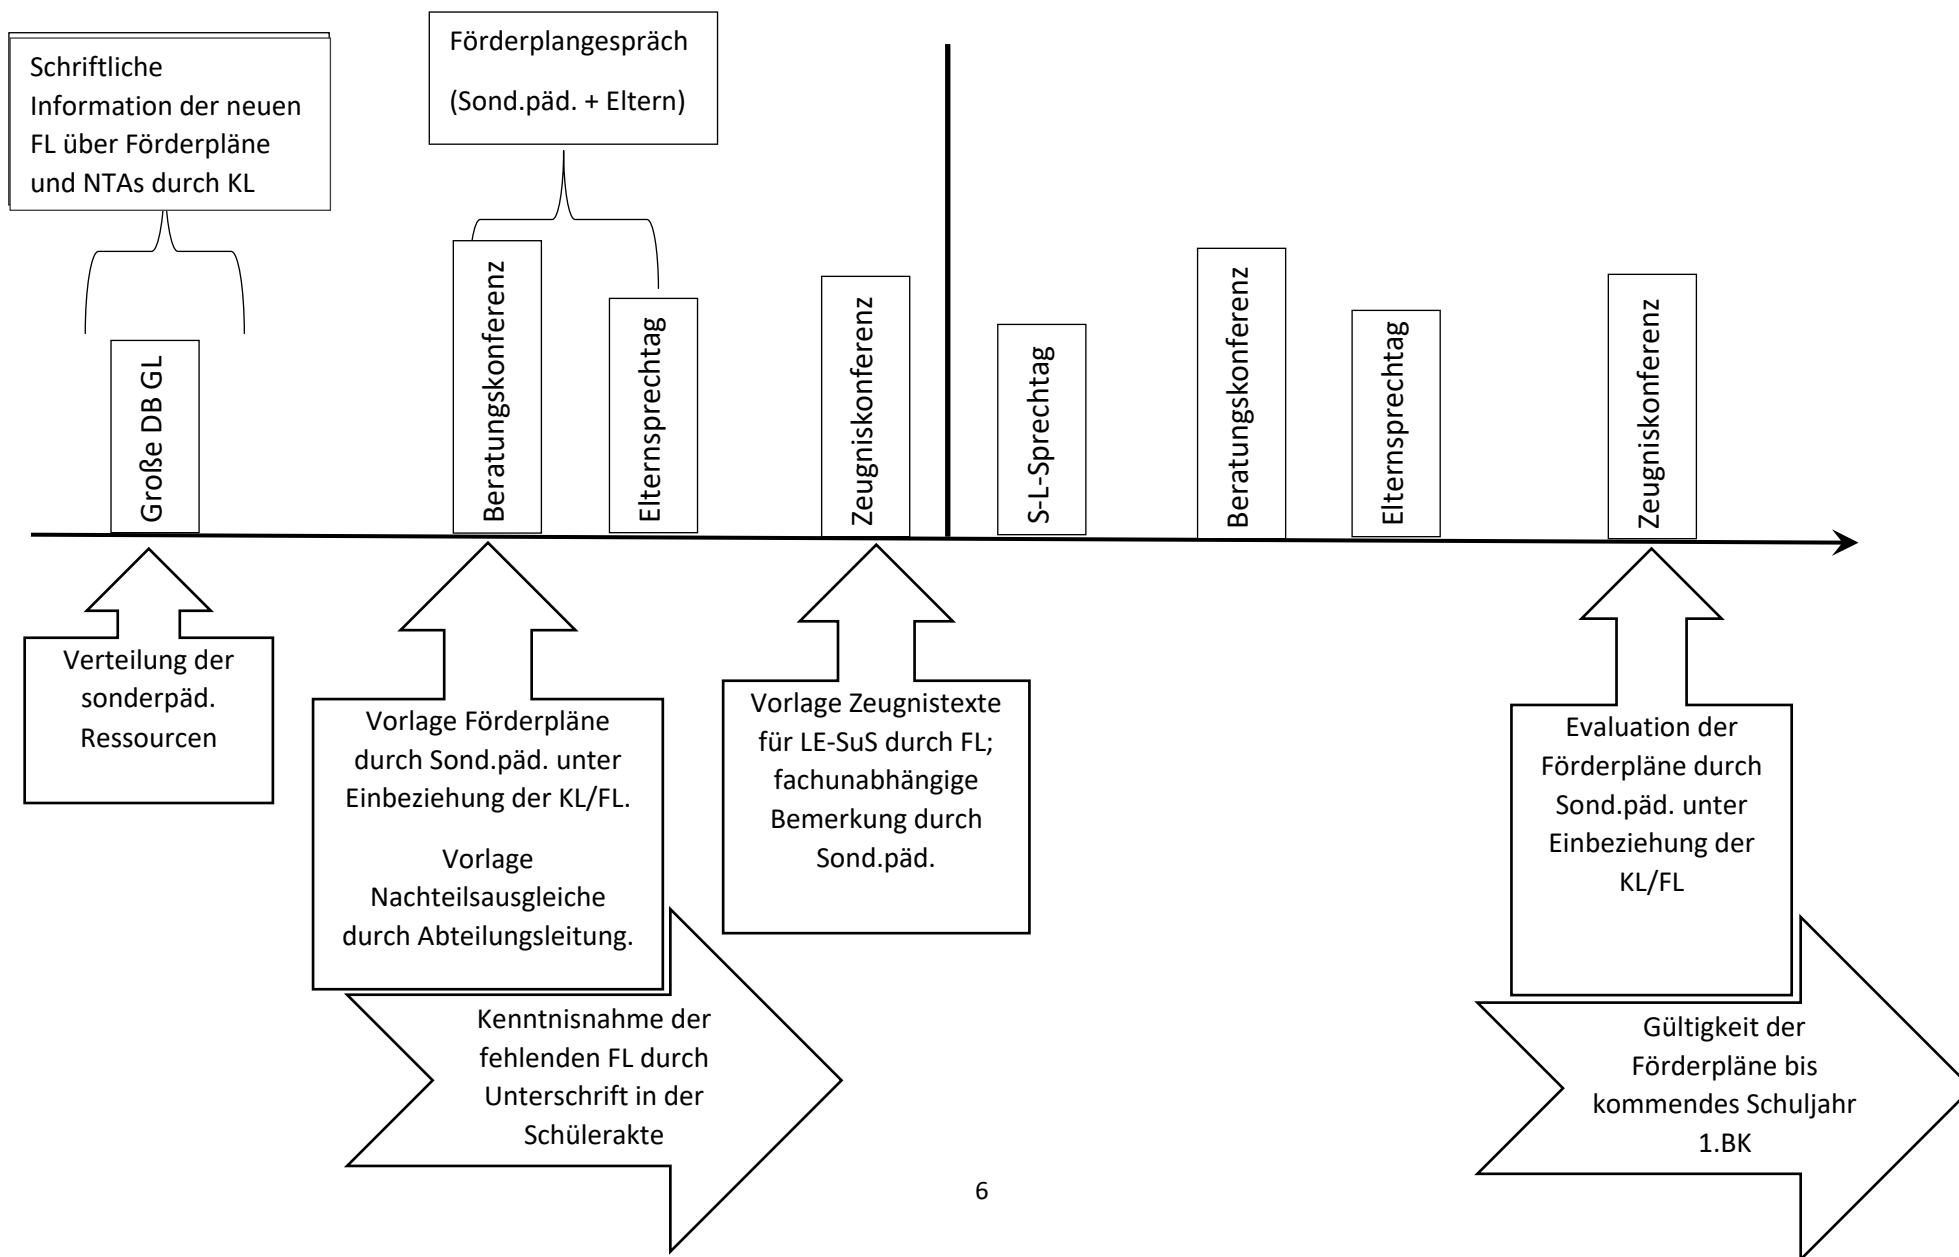 Schriftliche
Information der neuen
FL über Förderpläne
und NTAs durch KL
Förderplangespräch
(Sond.päd. + Eltern)
Große DB GL
Beratungskonferenz
Elternsprechtag
Zeugniskonferenz
S-L-Sprechtag
Beratungskonferenz
Elternsprechtag
Zeugniskonferenz
Verteilung der
sonderpäd.
Ressourcen
Vorlage Förderpläne
durch Sond.päd. unter
Einbeziehung der KL/FL.
Vorlage
Nachteilsausgleiche
durch Abteilungsleitung.
Kenntnisnahme der
fehlenden FL durch
Unterschrift in der
Schülerakte
Vorlage Zeugnistexte
für LE-SuS durch FL;
fachunabhängige
Bemerkung durch
Sond.päd.
Evaluation der
Förderpläne durch
Sond.päd. unter
Einbeziehung der
KL/FL
Gültigkeit der
Förderpläne bis
kommendes Schuljahr
1.BK
6